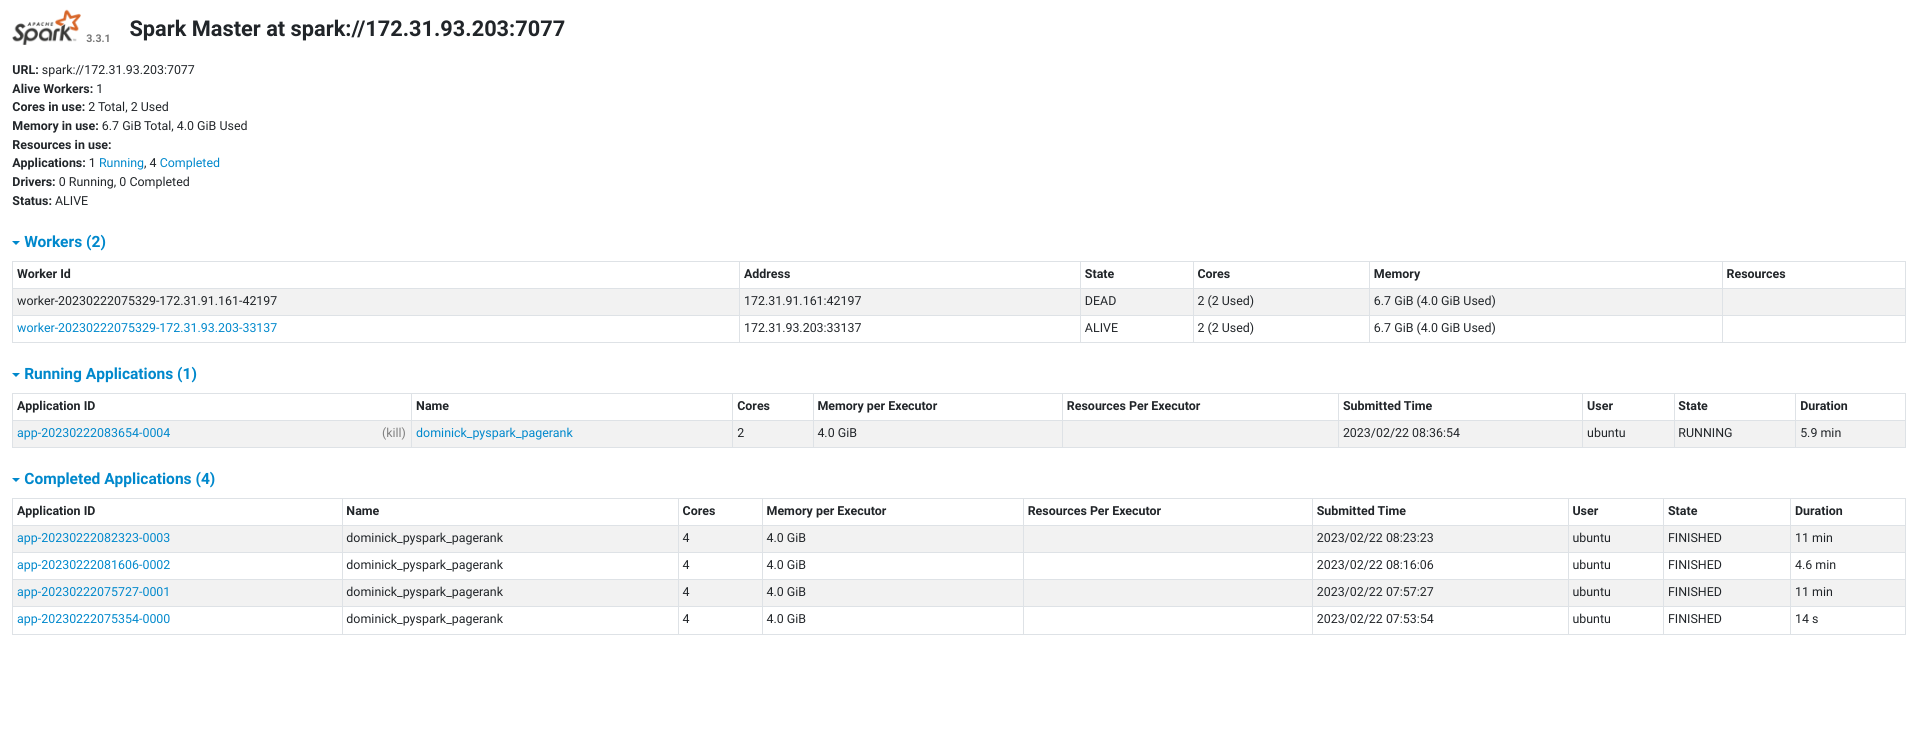 APACHE Spark 3.3.1 Spark Master at spark://172.31.93.203:7077
URL: spark://172.31.93.203:7077
Alive Workers: 1
Cores in use: 2 Total, 2 Used
Memory in use: 6.7 GiB Total, 4.0 GiB Used
Resources in use:
Applications: 1 Running, 4 Completed
Drivers: 0 Running, 0 Completed
Status: ALIVE
Workers (2)
Worker Id Address State Cores Memory Resources
worker-20230222075329-172.31.91.161-42197 172.31.91.161:42197 DEAD 2 (2 Used) 6.7 GiB (4.0 GiB Used)
worker-20230222075329-172.31.93.203-33137 172.31.93.203:33137 ALIVE 2 (2 Used) 6.7 GiB (4.0 GiB Used)
Running Applications (1)
Application ID Name Cores Memory per Executor Resources Per Executor Submitted Time User State Duration
app-20230222083654-0004 (kill) dominick_pyspark_pagerank 2 4.0 GiB 2023/02/22 08:36:54 ubuntu RUNNING 5.9 min
Completed Applications (4)
Application ID Name Cores Memory per Executor Resources Per Executor Submitted Time User State Duration
app-20230222082323-0003 dominick_pyspark_pagerank 4 4.0 GiB 2023/02/22 08:23:23 ubuntu FINISHED 11 min
app-20230222081606-0002 dominick_pyspark_pagerank 4 4.0 GiB 2023/02/22 08:16:06 ubuntu FINISHED 4.6 min
app-20230222075727-0001 dominick_pyspark_pagerank 4 4.0 GiB 2023/02/22 07:57:27 ubuntu FINISHED 11 min
app-20230222075354-0000 dominick_pyspark_pagerank 4 4.0 GiB 2023/02/22 07:53:54 ubuntu FINISHED 14 s